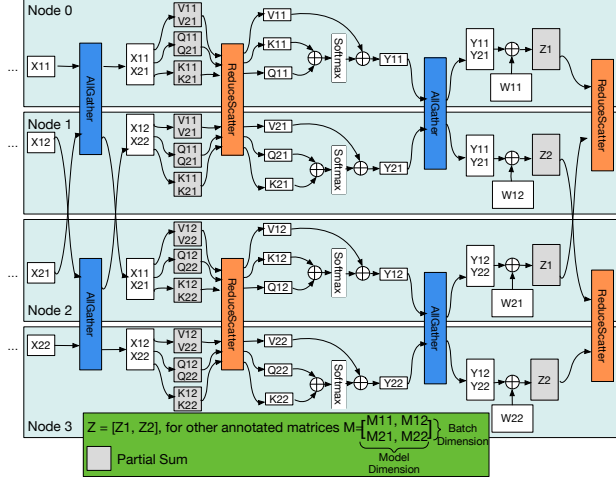 Node 0
...
X11
AllGather
X11
X21
V11
V21
Q11
Q21
K11
K21
ReduceScatter
V11
K11
Q11
Softmax
Y11
AllGather
Y11
Y21
W11
Z1
ReduceScatter
Node 1
X12
X12
X22
K11
V21
Q11
Q21
K11
K21
V21
Q21
K21
Softmax
Y21
Y11
Y21
W12
Z2
...
X21
Node 2
AllGather
X11
X21
V12
V22
Q12
Q22
K12
K22
ReduceScatter
V12
K12
Q12
Softmax
Y12
AllGather
Y12
Y22
W21
Z1
ReduceScatter
...
X22
Node 3
X12
X22
V12
V22
Q12
Q22
K12
K22
V22
Q22
K22
Softmax
Y22
Y12
Y22
W22
Z2
Z = [Z1, Z2], for other annotated matrices M=[M11, M12
M21, M22]
Batch
Dimension
Partial Sum
Model
Dimension